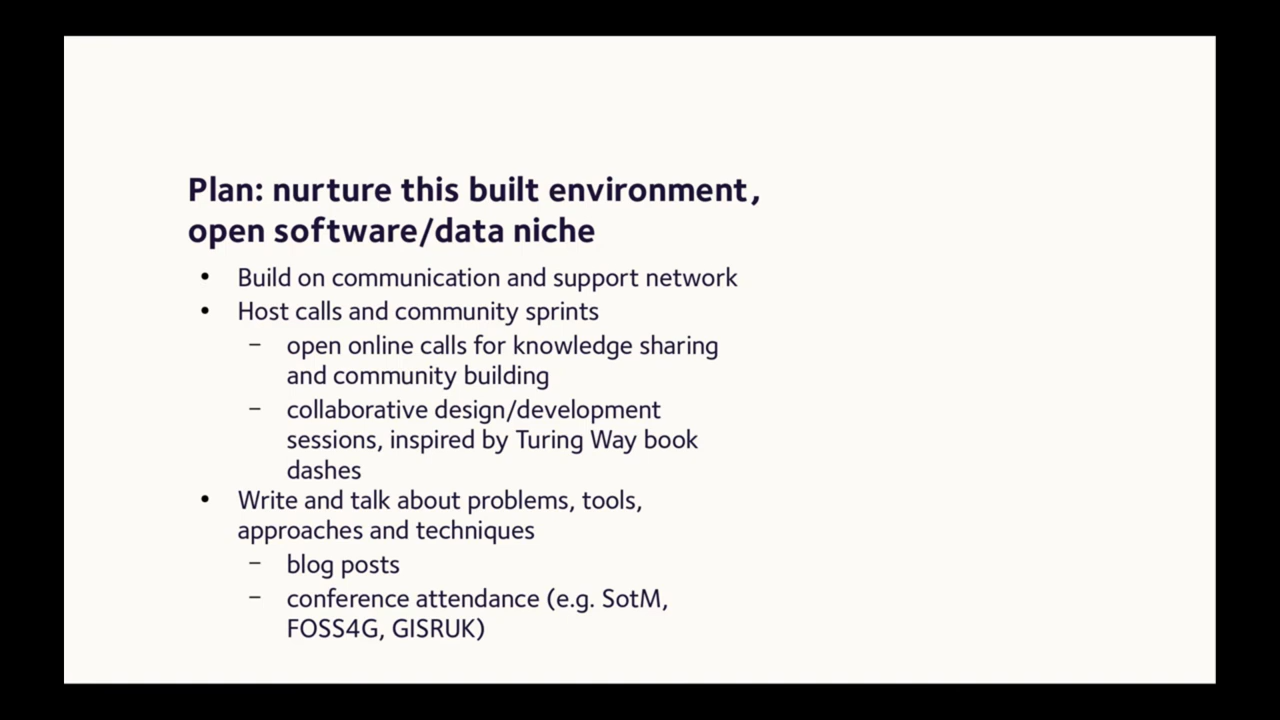 Plan: nurture this built environment,
open software/data niche
• Build on communication and support network
• Host calls and community sprints
– open online calls for knowledge sharing
and community building
– collaborative design/development
sessions, inspired by Turing Way book
dashes
• Write and talk about problems, tools,
approaches and techniques
– blog posts
– conference attendance (e.g. SotM,
FOSS4G, GISRUK)